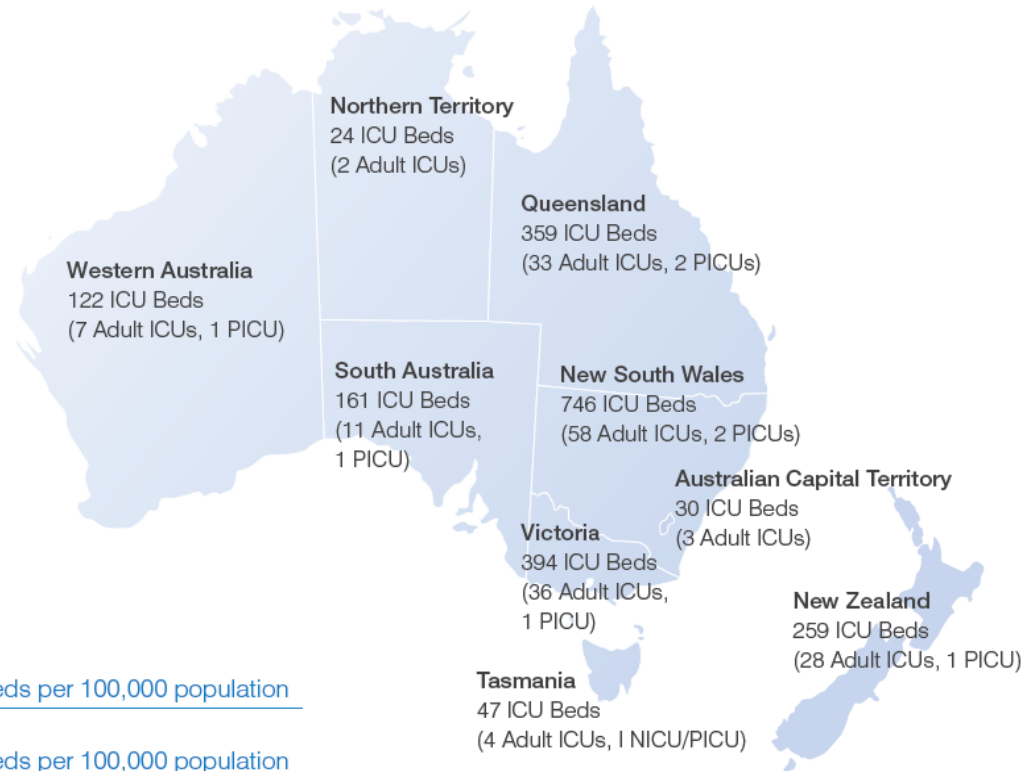 Northern Territory
24 ICU Beds
(2 Adult ICUs)
Queensland
359 ICU Beds
(33 Adult ICUs, 2 PICUs)
Western Australia
122 ICU Beds
(7 Adult ICUs, 1 PICU)
South Australia
161 ICU Beds
(11 Adult ICUs,
1 PICU)
New South Wales
746 ICU Beds
(58 Adult ICUs, 2 PICUs)
Australian Capital Territory
30 ICU Beds
(3 Adult ICUs)
Victoria
394 ICU Beds
(36 Adult ICUs,
1 PICU)
New Zealand
259 ICU Beds
(28 Adult ICUs, 1 PICU)
Tasmania
47 ICU Beds
(4 Adult ICUs, I NICU/PICU)
eds per 100,000 population
eds per 100,000 population